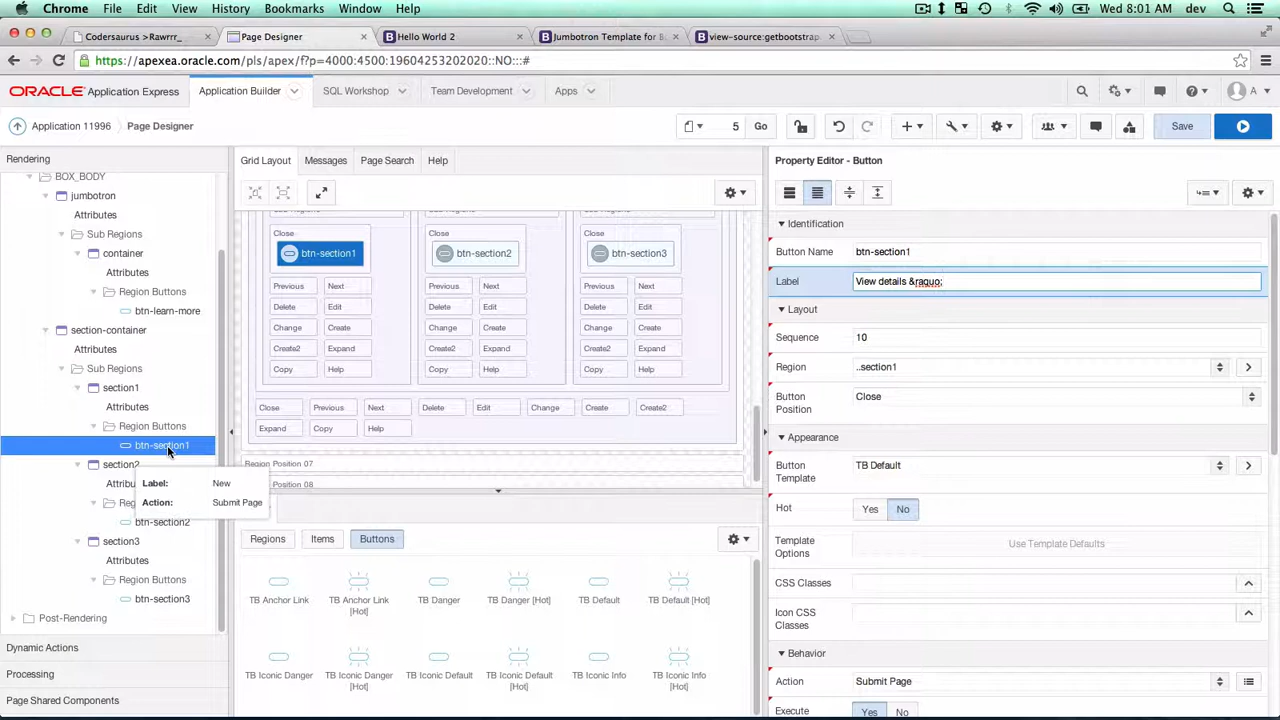 Chrome File Edit View History Bookmarks Window Help Wed 8:01 AM dev
Codersaurus >Rawrrr_ Page Designer Hello World 2 Jumbotron Template for B view-source:getbootstrap
https://apexea.oracle.com/pls/apex/f?p=4000:4500:19604253202020::NO:::#
ORACLE Application Express Application Builder SQL Workshop Team Development Apps A
Application 11996 Page Designer 5 Go Save
Rendering
BOX_BODY
jumbotron
Attributes
Sub Regions
container
Attributes
Region Buttons
btn-learn-more
section-container
Attributes
Sub Regions
section1
Attributes
Region Buttons
btn-section1
section2
Attribu
Reg
btn-section2
section3
Attributes
Region Buttons
btn-section3
Post-Rendering
Dynamic Actions
Processing
Page Shared Components
Label: New
Action: Submit Page
Grid Layout Messages Page Search Help
Close Close Close
btn-section1 btn-section2 btn-section3
Previous Next Previous Next Previous Next
Delete Edit Delete Edit Delete Edit
Change Create Change Create Change Create
Create2 Expand Create2 Expand Create2 Expand
Copy Help Copy Help Copy Help
Close Previous Next Delete Edit Change Create Create2
Expand Copy Help
Region Position 07
Region Position 08
Regions Items Buttons
TB Anchor Link TB Anchor Link [Hot] TB Danger TB Danger [Hot] TB Default TB Default [Hot]
TB Iconic Danger TB Iconic Danger [Hot] TB Iconic Default TB Iconic Default [Hot] TB Iconic Info TB Iconic Info [Hot]
Property Editor - Button
Identification
Button Name btn-section1
Label View details &raquo;
Layout
Sequence 10
Region ..section1
Button Position Close
Appearance
Button Template TB Default
Hot Yes No
Template Options Use Template Defaults
CSS Classes
Icon CSS Classes
Behavior
Action Submit Page
Execute Yes No